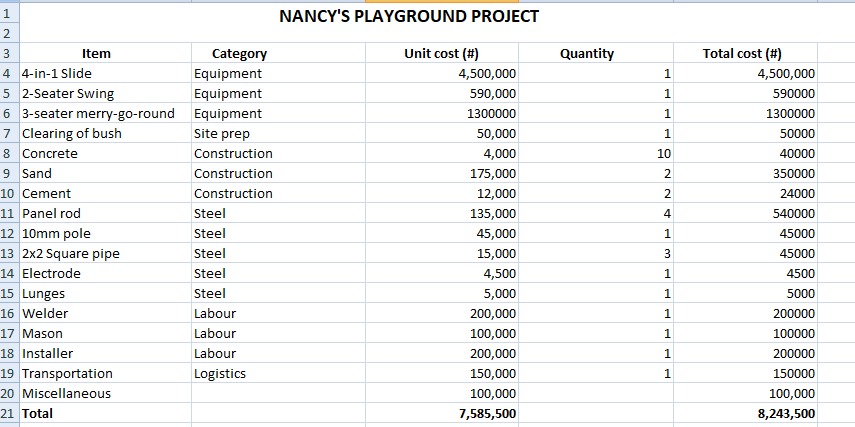 1 NANCY'S PLAYGROUND PROJECT
2
3 Item Category Unit cost (#) Quantity Total cost (#)
4 4-in-1 Slide Equipment 4,500,000 1 4,500,000
5 2-Seater Swing Equipment 590,000 1 590000
6 3-seater merry-go-round Equipment 1300000 1 1300000
7 Clearing of bush Site prep 50,000 1 50000
8 Concrete Construction 4,000 10 40000
9 Sand Construction 175,000 2 350000
10 Cement Construction 12,000 2 24000
11 Panel rod Steel 135,000 4 540000
12 10mm pole Steel 45,000 1 45000
13 2x2 Square pipe Steel 15,000 3 45000
14 Electrode Steel 4,500 1 4500
15 Lunges Steel 5,000 1 5000
16 Welder Labour 200,000 1 200000
17 Mason Labour 100,000 1 100000
18 Installer Labour 200,000 1 200000
19 Transportation Logistics 150,000 1 150000
20 Miscellaneous 100,000 100,000
21 Total 7,585,500 8,243,500